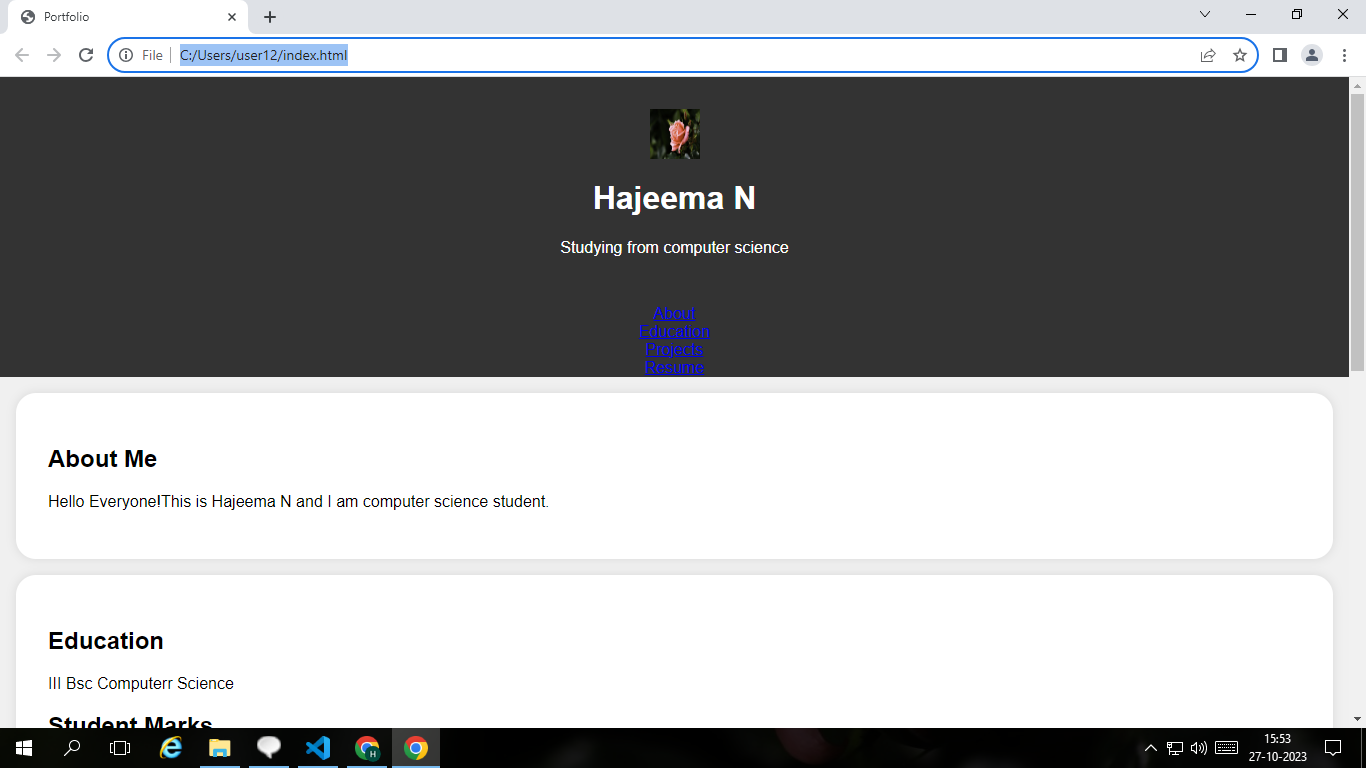 Portfolio
File
C:/Users/user12/index.html
Hajeema N
Studying from computer science
About
Education
Projects
Resume
About Me
Hello Everyone!This is Hajeema N and I am computer science student.
Education
III Bsc Computerr Science
Student Marks
H
15:53
27-10-2023